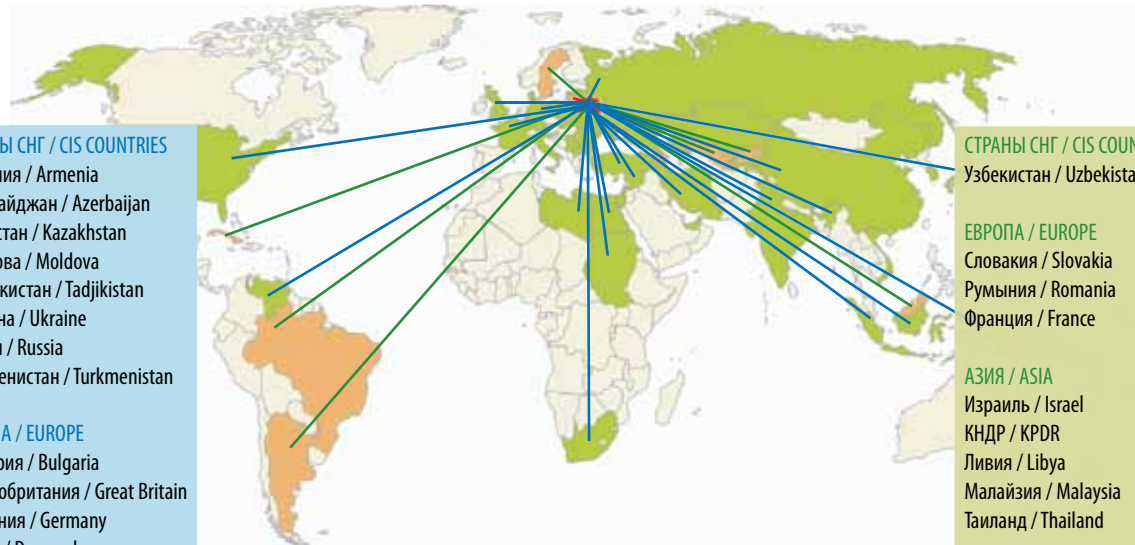 Ы СНГ / CIS COUNTRIES
ния / Armenia
айджан / Azerbaijan
стан / Kazakhstan
ова / Moldova
кистан / Tadjikistan
на / Ukraine
/ Russia
енистан / Turkmenistan
А / EUROPE
рия / Bulgaria
обритания / Great Britain
ния / Germany
СТРАНЫ СНГ / CIS COUN
Узбекистан / Uzbekista
ЕВРОПА / EUROPE
Словакия / Slovakia
Румыния / Romania
Франция / France
АЗИЯ / ASIA
Израиль / Israel
КНДР / KPDR
Ливия / Libya
Малайзия / Malaysia
Таиланд / Thailand